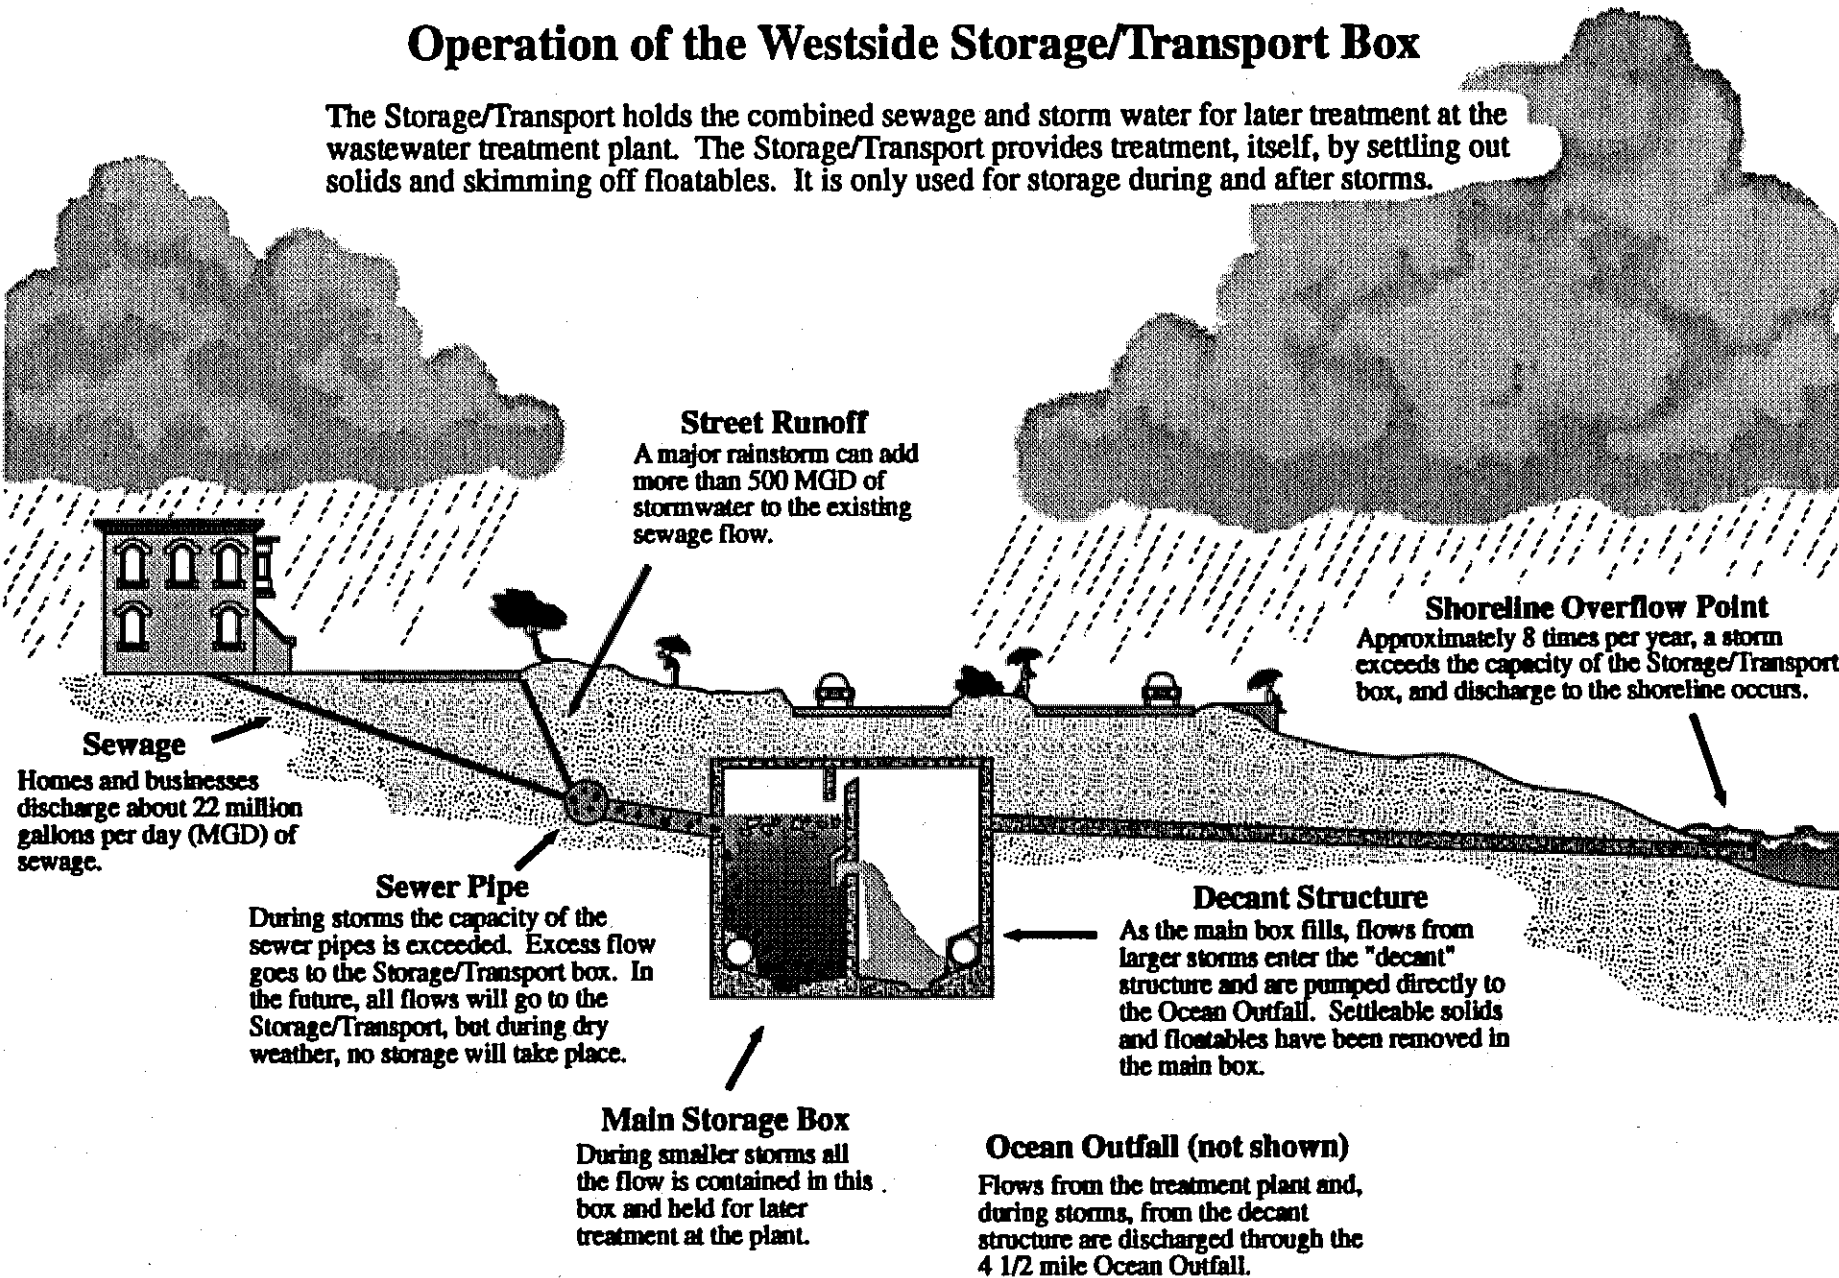 Operation of the Westside Storage/Transport Box
The Storage/Transport holds the combined sewage and storm water for later treatment at the
wastewater treatment plant. The Storage/Transport provides treatment, itself, by settling out
solids and skimming off floatables. It is only used for storage during and after storms.
Street Runoff
A major rainstorm can add
more than 500 MGD of
stormwater to the existing
sewage flow.
Shoreline Overflow Point
Approximately 8 times per year, a storm
exceeds the capacity of the Storage/Transport
box, and discharge to the shoreline occurs.
Sewage
Homes and businesses
discharge about 22 million
gallons per day (MGD) of
sewage.
Sewer Pipe
During storms the capacity of the
sewer pipes is exceeded. Excess flow
goes to the Storage/Transport box. In
the future, all flows will go to the
Storage/Transport, but during dry
weather, no storage will take place.
Decant Structure
As the main box fills, flows from
larger storms enter the "decant"
structure and are pumped directly to
the Ocean Outfall. Settleable solids
and floatables have been removed in
the main box.
Main Storage Box
During smaller storms all
the flow is contained in this
box and held for later
treatment at the plant.
Ocean Outfall (not shown)
Flows from the treatment plant and,
during storms, from the decant
structure are discharged through the
4 1/2 mile Ocean Outfall.